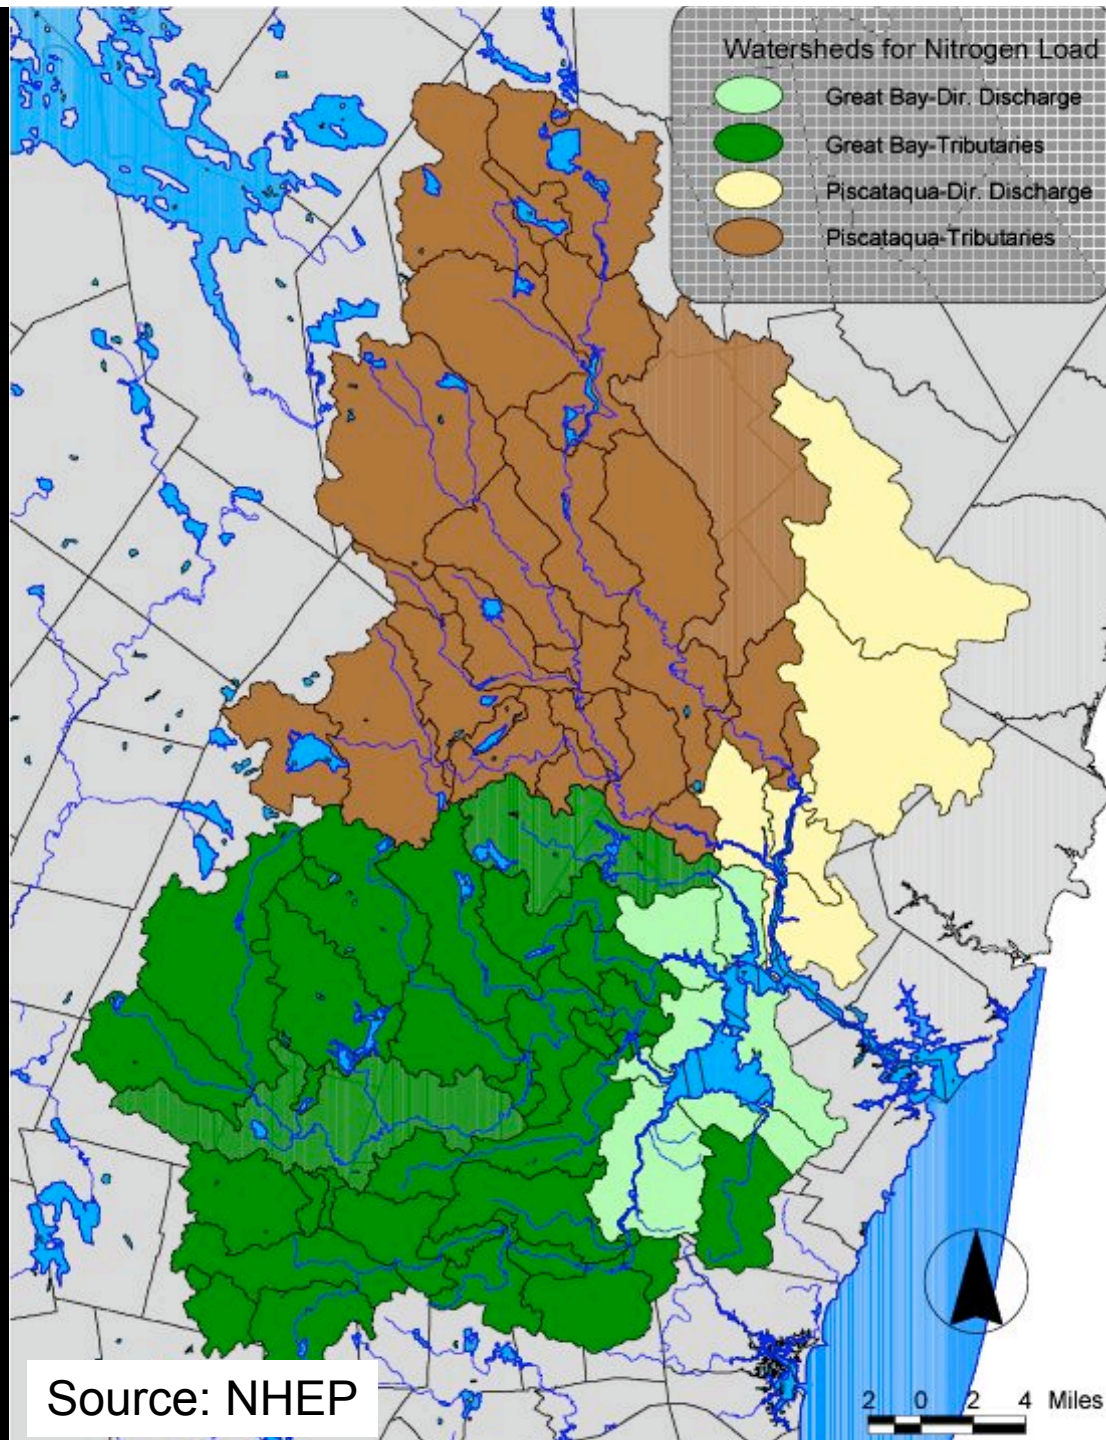 Watersheds for Nitrogen Load
Great Bay-Dir. Discharge
Great Bay-Tributaries
Piscataqua-Dir. Discharge
Piscataqua-Tributaries
Source: NHEP
2 0 2 4 Miles